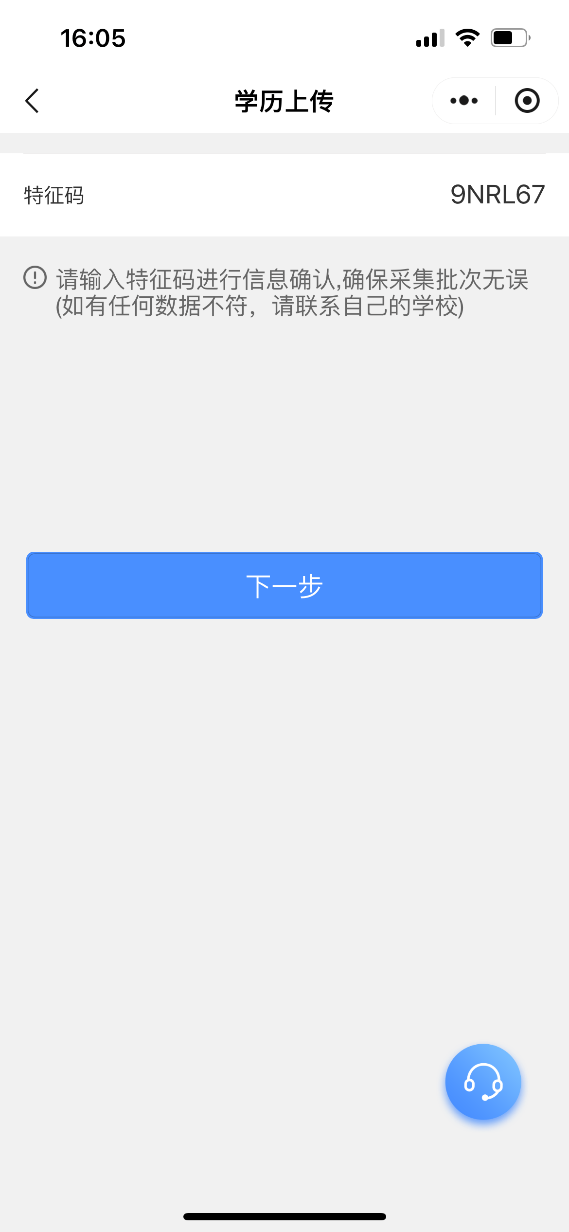 16:05
学历上传
特征码 9NRL67
请输入特征码进行信息确认,确保采集批次无误
(如有任何数据不符，请联系自己的学校)
下一步